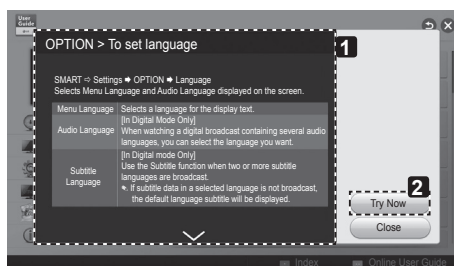 User
Guide
OPTION > To set language
1
SMART ⇨ Settings ➡ OPTION ➡ Language
Selects Menu Language and Audio Language displayed on the screen.
Menu Language Selects a language for the display text.
Audio Language
[In Digital Mode Only]
When watching a digital broadcast containing several audio
languages, you can select the language you want.
Subtitle
Language
[In Digital mode Only]
Use the Subtitle function when two or more subtitle
languages are broadcast.
If subtitle data in a selected language is not broadcast,
the default language subtitle will be displayed.
2
Try Now
Close
Index
Online User Guide